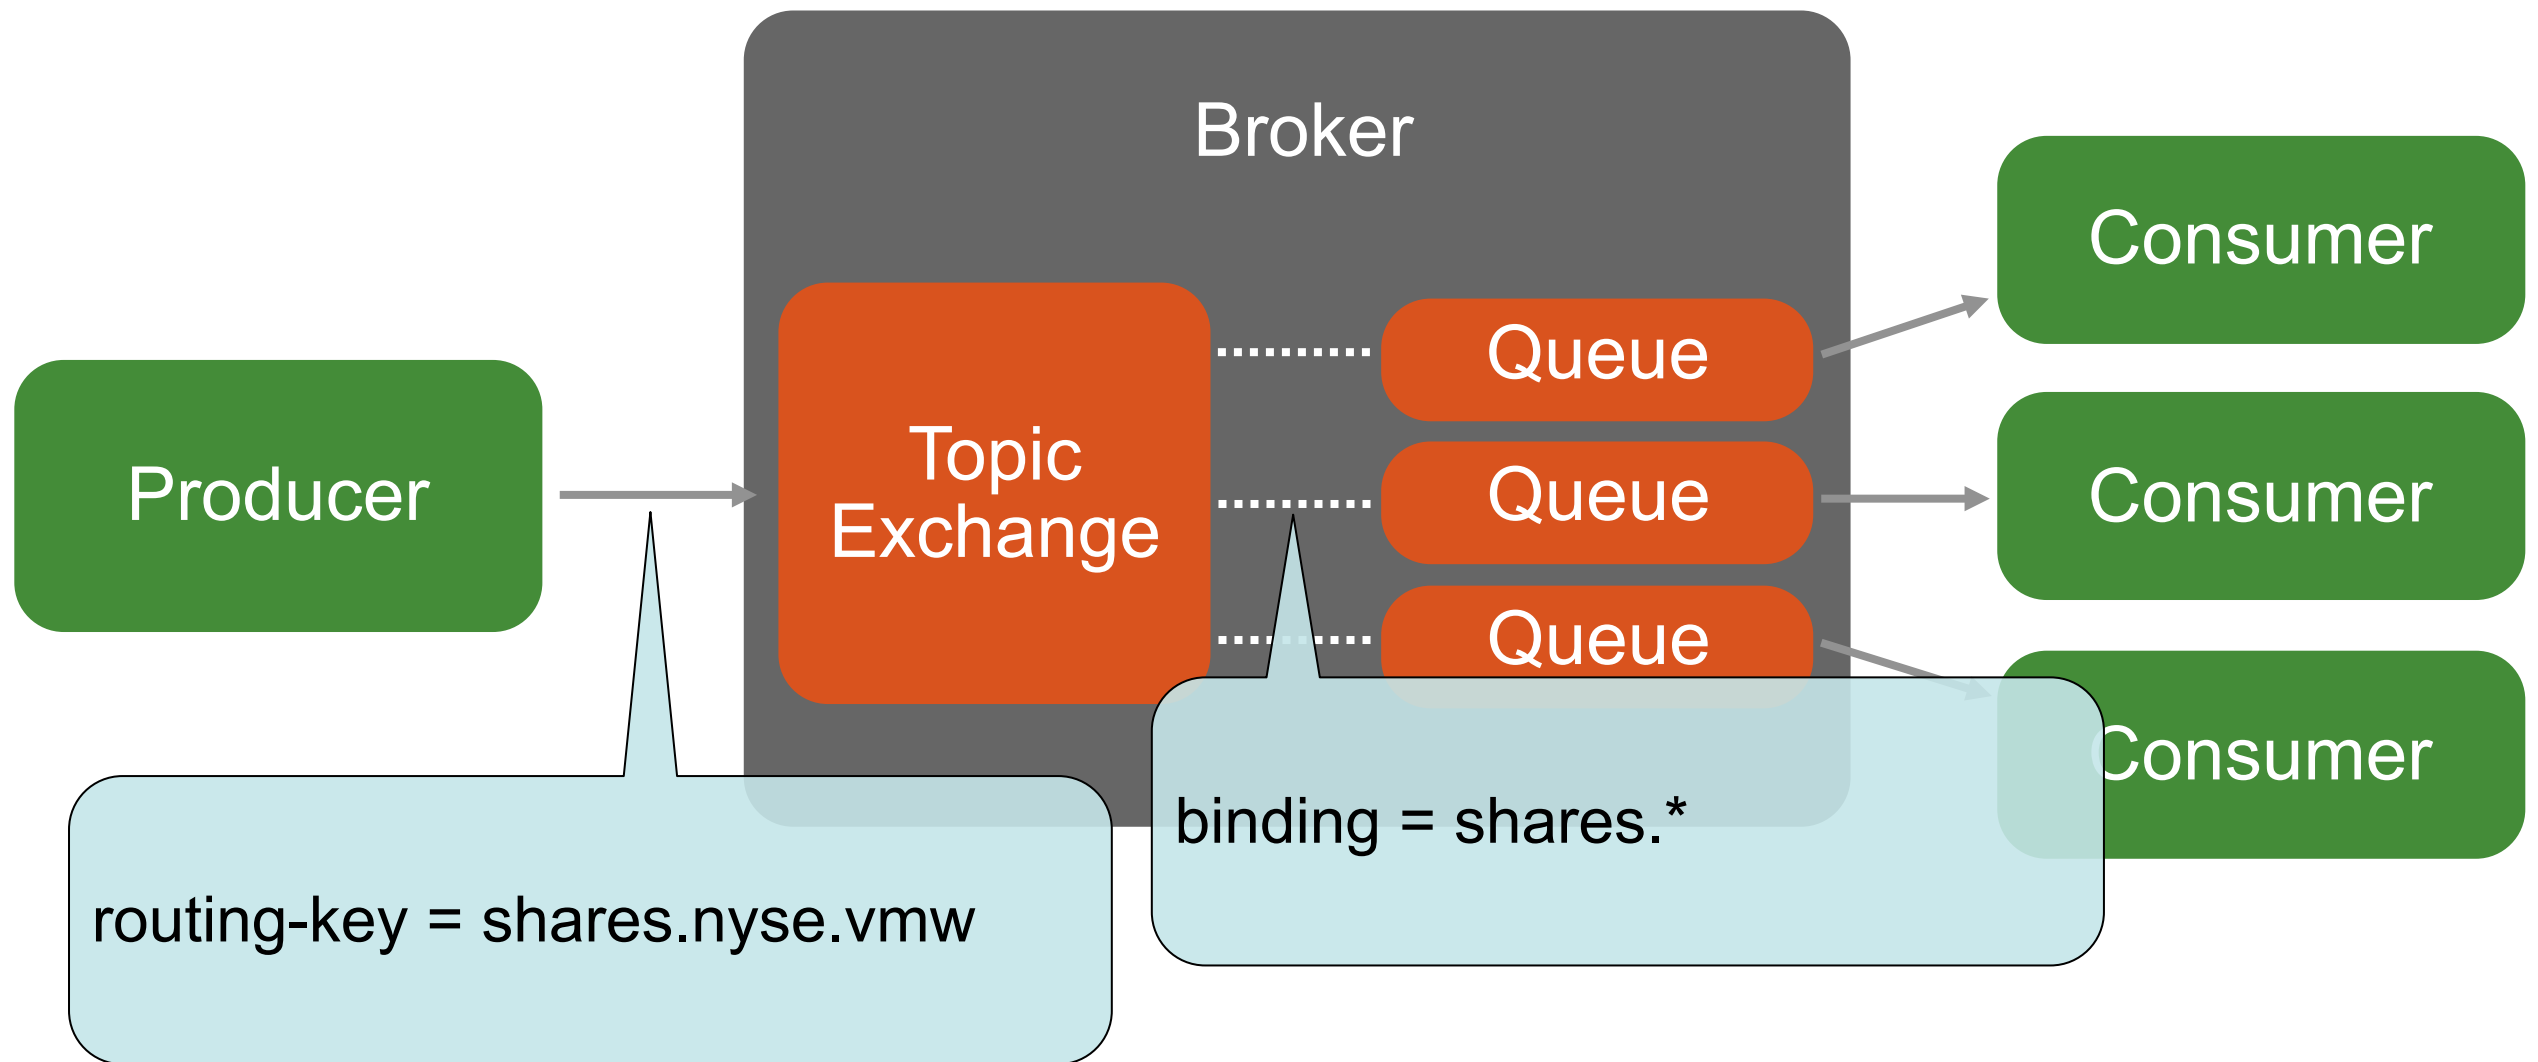 Broker
Producer
Topic
Exchange
Queue
Queue
Queue
Consumer
Consumer
Consumer
routing-key = shares.nyse.vmw
binding = shares.*